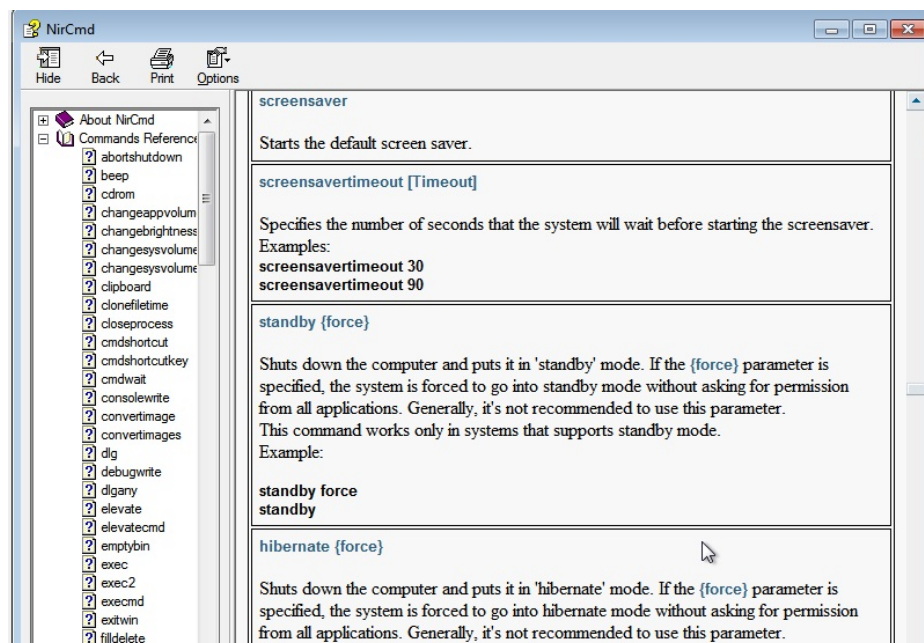 NirCmd
Hide
Back
Print
Options
About NirCmd
Commands Reference
abortshutdown
beep
cdrom
changeappvolum
changebrightness
changesysvolume
changesysvolume
clipboard
clonefiletime
closeprocess
cmdshortcut
cmdshortcutkey
cmdwait
consolewrite
convertimage
convertimages
dlg
debugwrite
dlgany
elevate
elevatecmd
emptybin
exec
exec2
execmd
exitwin
filldelete
screensaver
Starts the default screen saver.
screensavertimeout [Timeout]
Specifies the number of seconds that the system will wait before starting the screensaver.
Examples:
screensavertimeout 30
screensavertimeout 90
standby {force}
Shuts down the computer and puts it in 'standby' mode. If the {force} parameter is
specified, the system is forced to go into standby mode without asking for permission
from all applications. Generally, it's not recommended to use this parameter.
This command works only in systems that supports standby mode.
Example:
standby force
standby
hibernate {force}
Shuts down the computer and puts it in 'hibernate' mode. If the {force} parameter is
specified, the system is forced to go into hibernate mode without asking for permission
from all applications. Generally, it's not recommended to use this parameter.